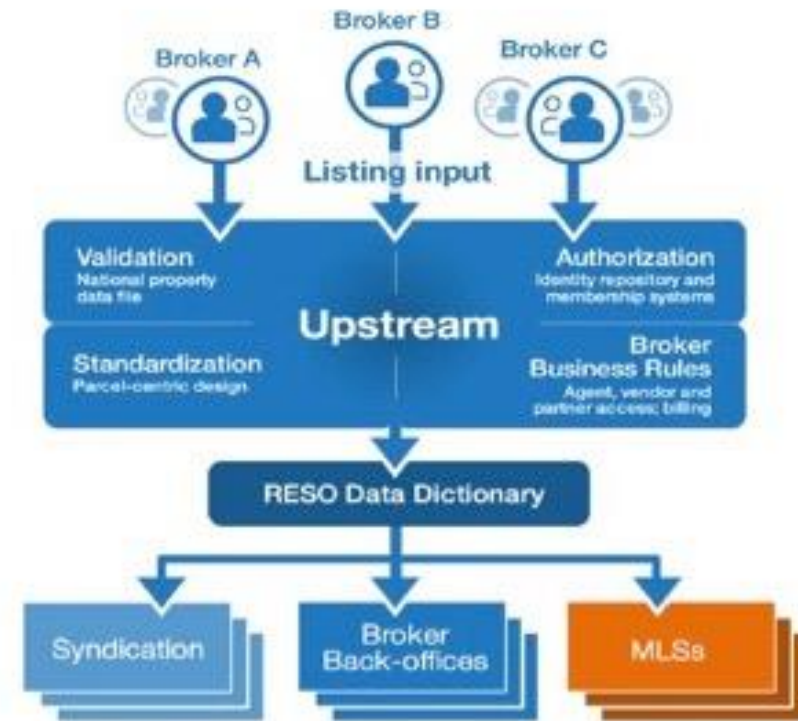 Broker A
Broker B
Broker C
Listing input
Validation
National property
data file
Authorization
Identity repository and
membership systems
Upstream
Standardization
Parcel-centric design
Broker
Business Rules
Agent, vendor and
partner access; billing
RESO Data Dictionary
Syndication
Broker
Back-offices
MLSs